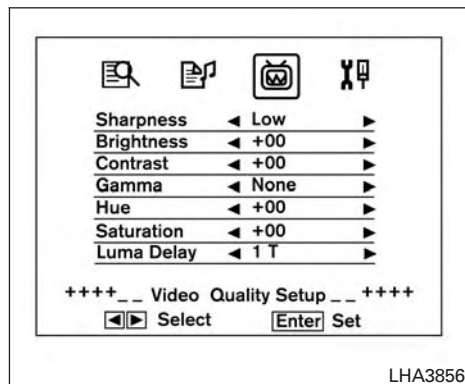 Sharpness ◀ Low ▶
Brightness ◀ +00 ▶
Contrast ◀ +00 ▶
Gamma ◀ None ▶
Hue ◀ +00 ▶
Saturation ◀ +00 ▶
Luma Delay ◀ 1 T ▶
++++_ _ Video Quality Setup _ _ ++++
◀▶ Select Enter Set
LHA3856